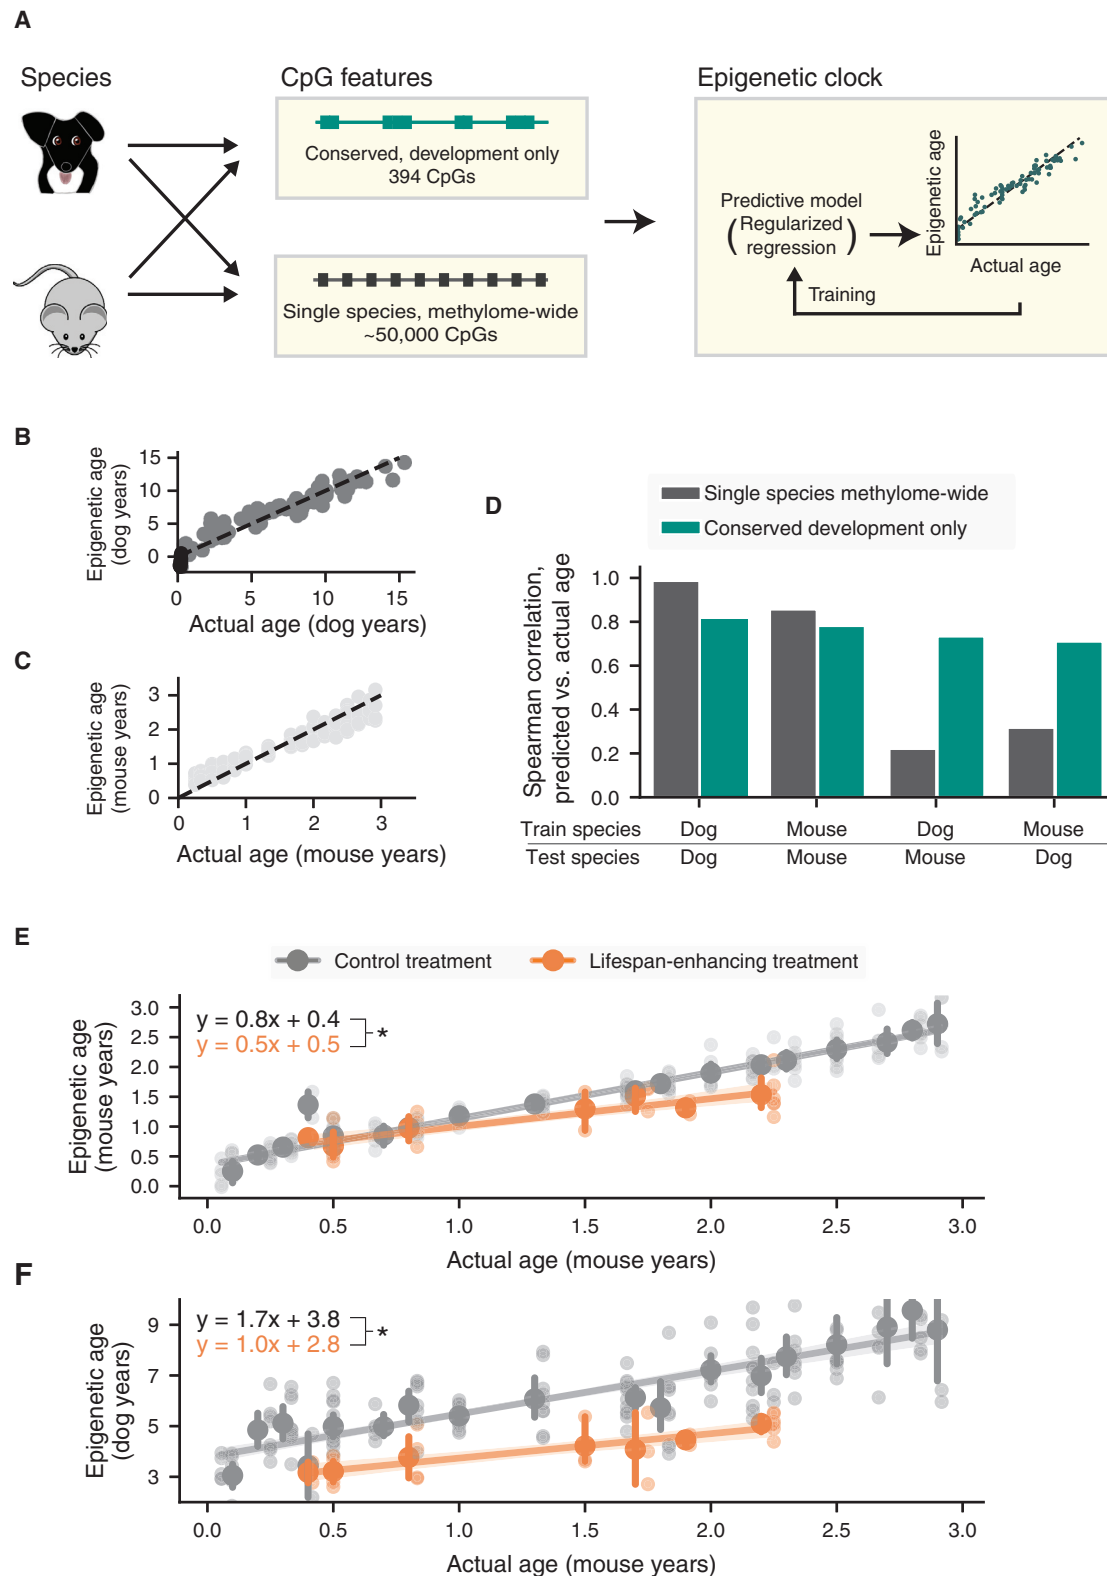 A
Species
CpG features
Epigenetic clock
Conserved, development only
394 CpGs
Single species, methylome-wide
~50,000 CpGs
Predictive model
(Regularized
regression)
Training
Epigenetic age
Actual age
B
Epigenetic age
(dog years)
15
10
5
0
0
5
10
15
Actual age (dog years)
C
Epigenetic age
(mouse years)
3
2
1
0
0
1
2
3
Actual age (mouse years)
D
Single species methylome-wide
Conserved development only
Spearman correlation,
predicted vs. actual age
1.0
0.8
0.6
0.4
0.2
0.0
Train species Dog Mouse Dog Mouse
Test species Dog Mouse Mouse Dog
E
Control treatment
Lifespan-enhancing treatment
Epigenetic age
(mouse years)
3.0
2.5
2.0
1.5
1.0
0.5
0.0
y = 0.8x + 0.4
y = 0.5x + 0.5
*
0.0 0.5 1.0 1.5 2.0 2.5 3.0
Actual age (mouse years)
F
Epigenetic age
(dog years)
9
7
5
3
y = 1.7x + 3.8
y = 1.0x + 2.8
*
0.0 0.5 1.0 1.5 2.0 2.5 3.0
Actual age (mouse years)